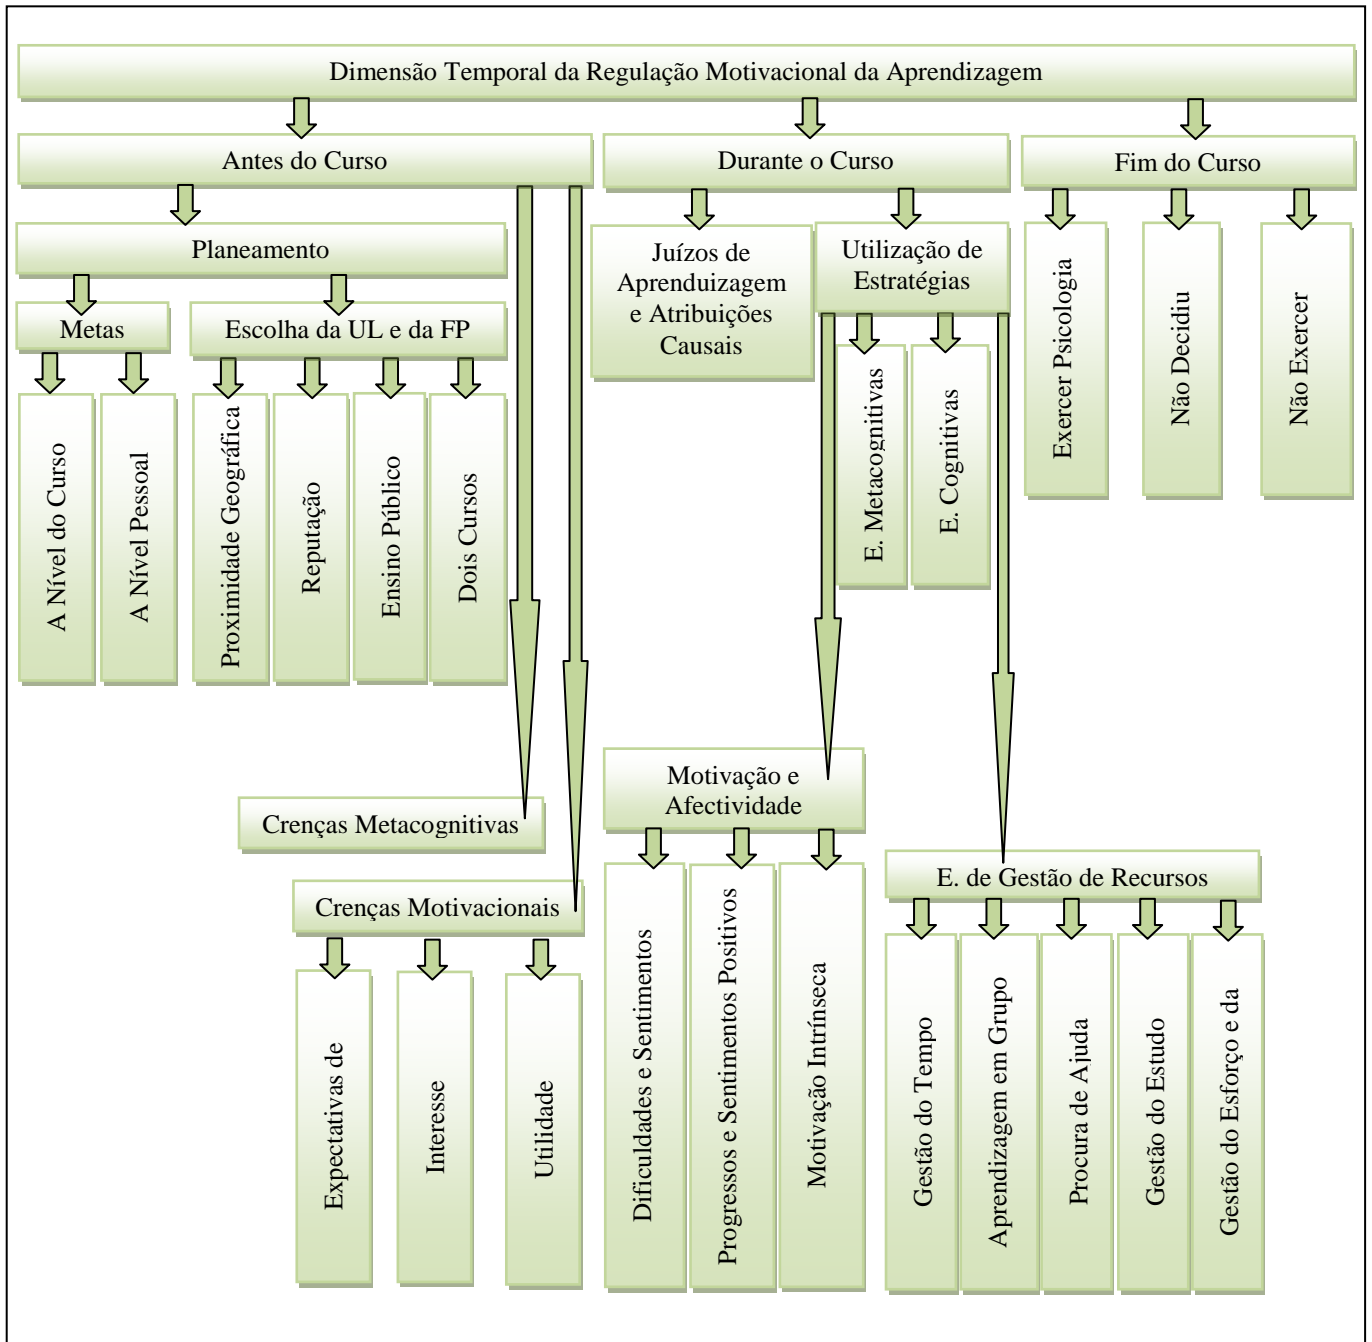 Dimensão Temporal da Regulação Motivacional da Aprendizagem
Antes do Curso
Durante o Curso
Fim do Curso
Planeamento
Juízos de
Aprenduizagem
e Atribuições
Causais
Utilização de
Estratégias
Exercer Psicologia
Não Decidiu
Não Exercer
Metas
Escolha da UL e da FP
A Nível do Curso
A Nível Pessoal
Proximidade Geográfica
Reputação
Ensino Público
Dois Cursos
E. Metacognitivas
E. Cognitivas
Crenças Metacognitivas
Crenças Motivacionais
Expectativas de
Interesse
Utilidade
Motivação e
Afectividade
Dificuldades e Sentimentos
Progressos e Sentimentos Positivos
Motivação Intrínseca
E. de Gestão de Recursos
Gestão do Tempo
Aprendizagem em Grupo
Procura de Ajuda
Gestão do Estudo
Gestão do Esforço e da